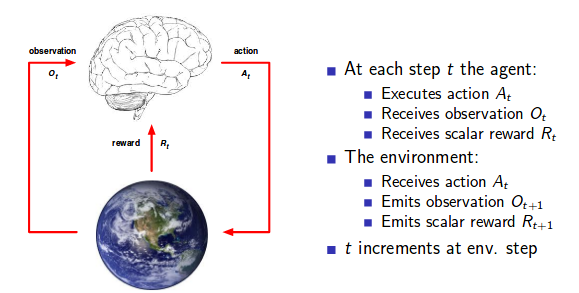 observation
O_t
action
A_t
reward
R_t
At each step t the agent:
Executes action A_t
Receives observation O_t
Receives scalar reward R_t
The environment:
Receives action A_t
Emits observation O_{t+1}
Emits scalar reward R_{t+1}
t increments at env. step